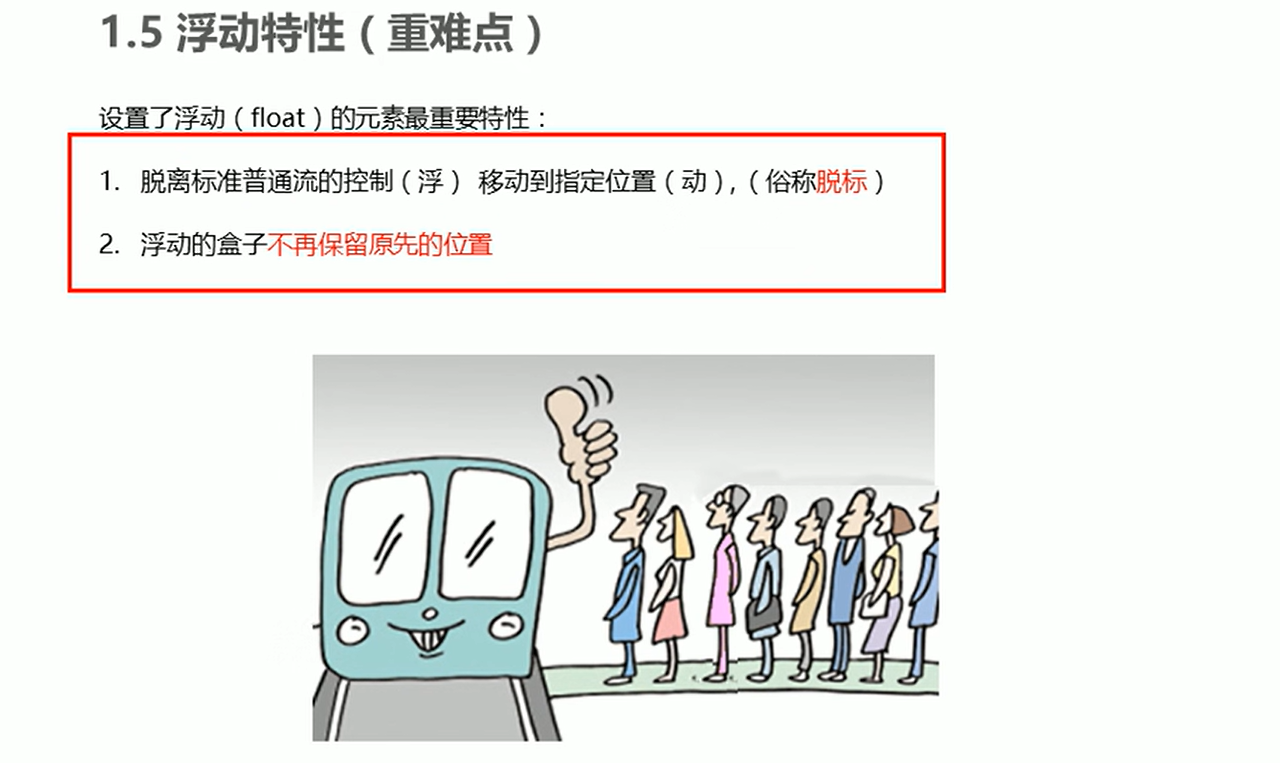 1.5 浮动特性（重难点）
设置了浮动（float）的元素最重要特性：
1. 脱离标准普通流的控制（浮） 移动到指定位置（动），（俗称脱标）
2. 浮动的盒子不再保留原先的位置